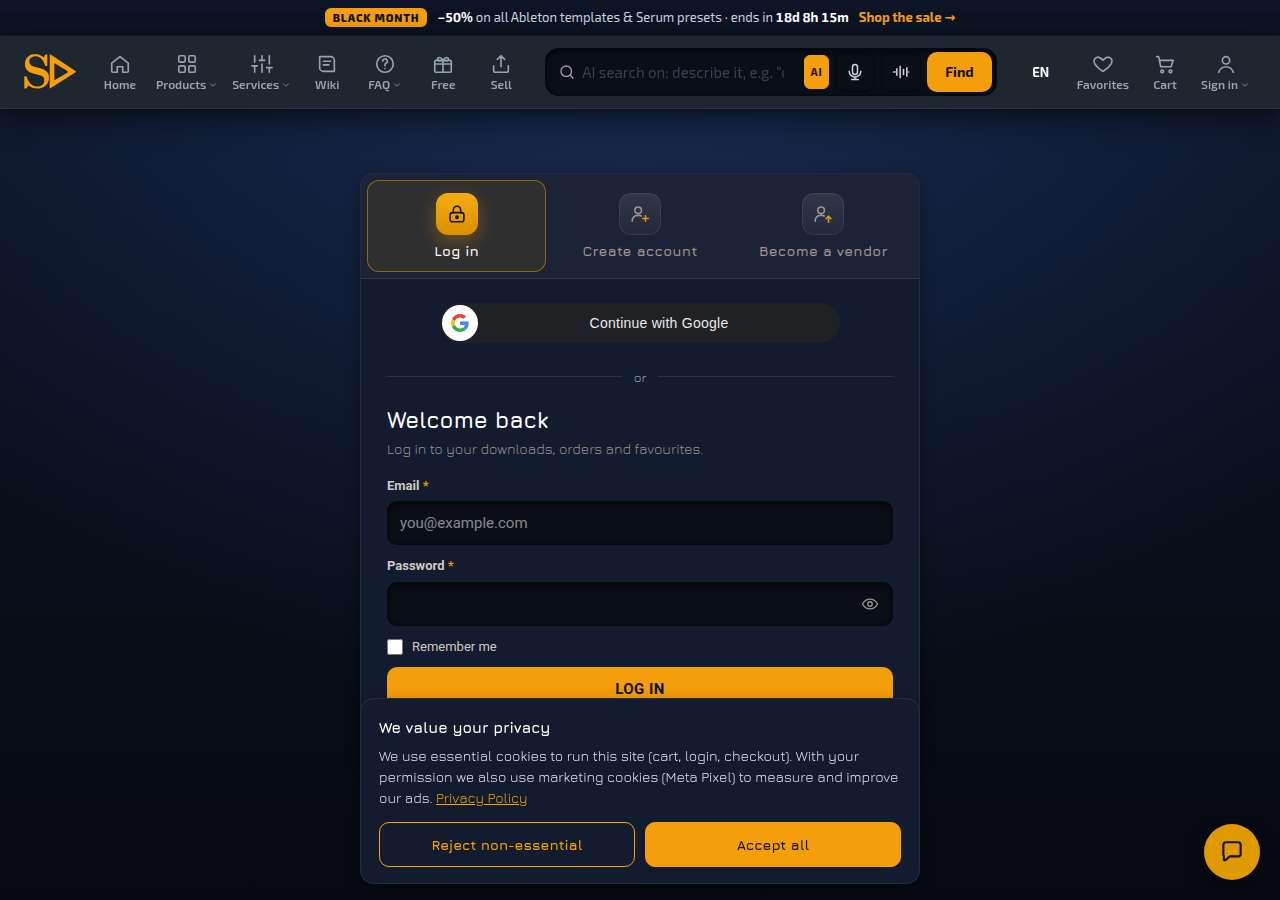 BLACK MONTH −50% on all Ableton templates & Serum presets · ends in 18d 8h 15m Shop the sale →
Home Products Services Wiki FAQ Free Sell AI search on: describe it, e.g. AI Find EN Favorites Cart Sign in
Log in Create account Become a vendor
Continue with Google
or
Welcome back
Log in to your downloads, orders and favourites.
Email *
you@example.com
Password *
Remember me
LOG IN
We value your privacy
We use essential cookies to run this site (cart, login, checkout). With your
permission we also use marketing cookies (Meta Pixel) to measure and improve
our ads. Privacy Policy
Reject non-essential Accept all